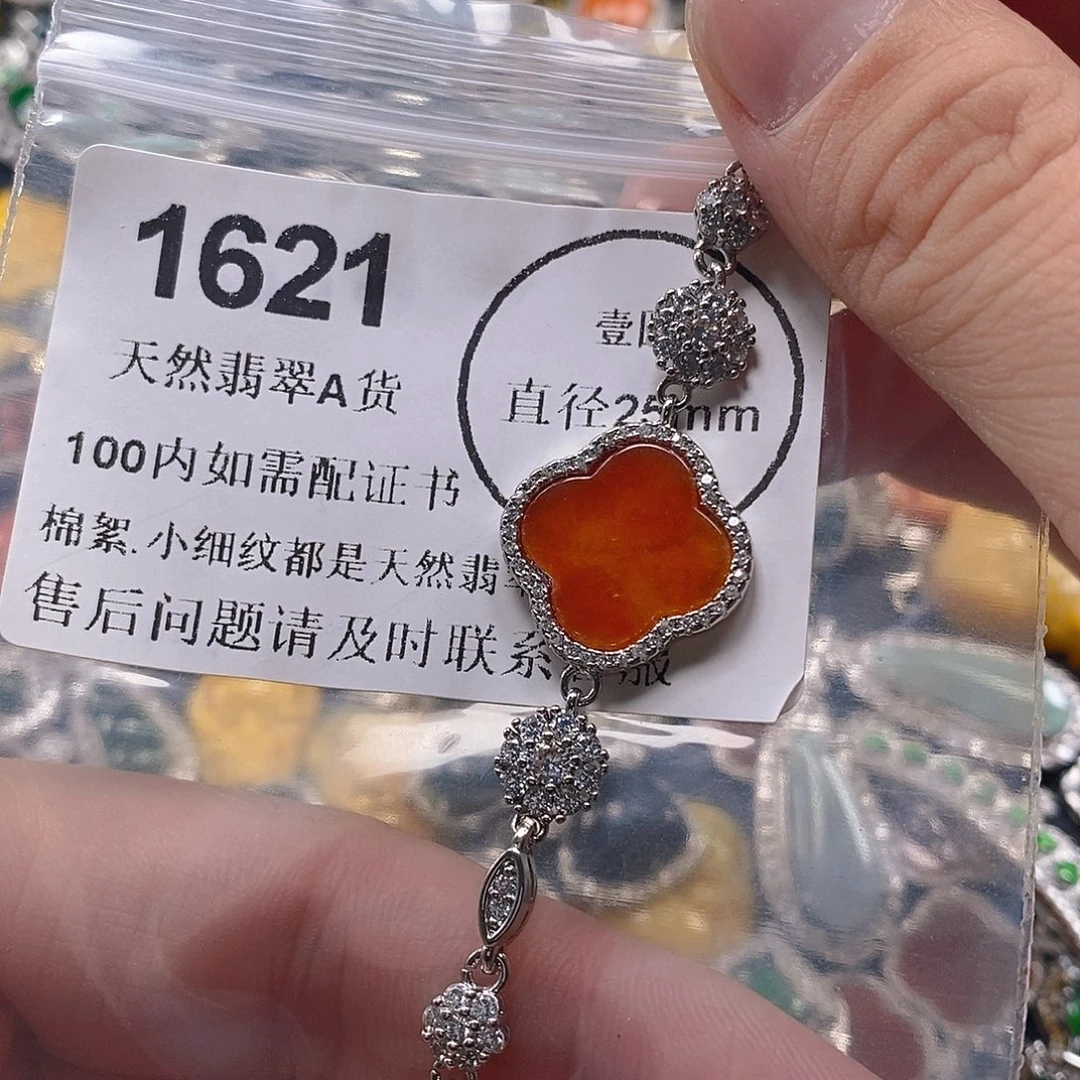 1621
天然翡翠A货
100内如需配证书
棉絮.小细纹都是天然翡
售后问题请及时联系
壹
直径25mm